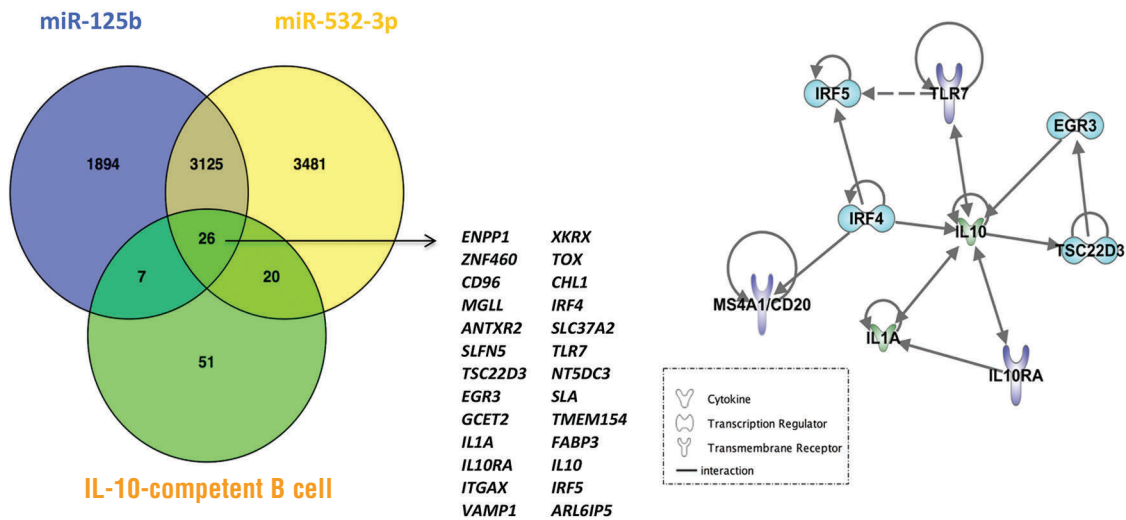 miR-125b
miR-532-3p
1894
3125
3481
26
7
20
51
IL-10-competent B cell
ENPP1 XKRX
ZNF460 TOX
CD96 CHL1
MGLL IRF4
ANTXR2 SLC37A2
SLFN5 TLR7
TSC22D3 NT5DC3
EGR3 SLA
GCET2 TMEM154
IL1A FABP3
IL10RA IL10
ITGAX IRF5
VAMP1 ARL6IP5
IRF5
TLR7
EGR3
IRF4
IL10
TSC22D3
MS4A1/CD20
IL1A
IL10RA
Cytokine
Transcription Regulator
Transmembrane Receptor
interaction